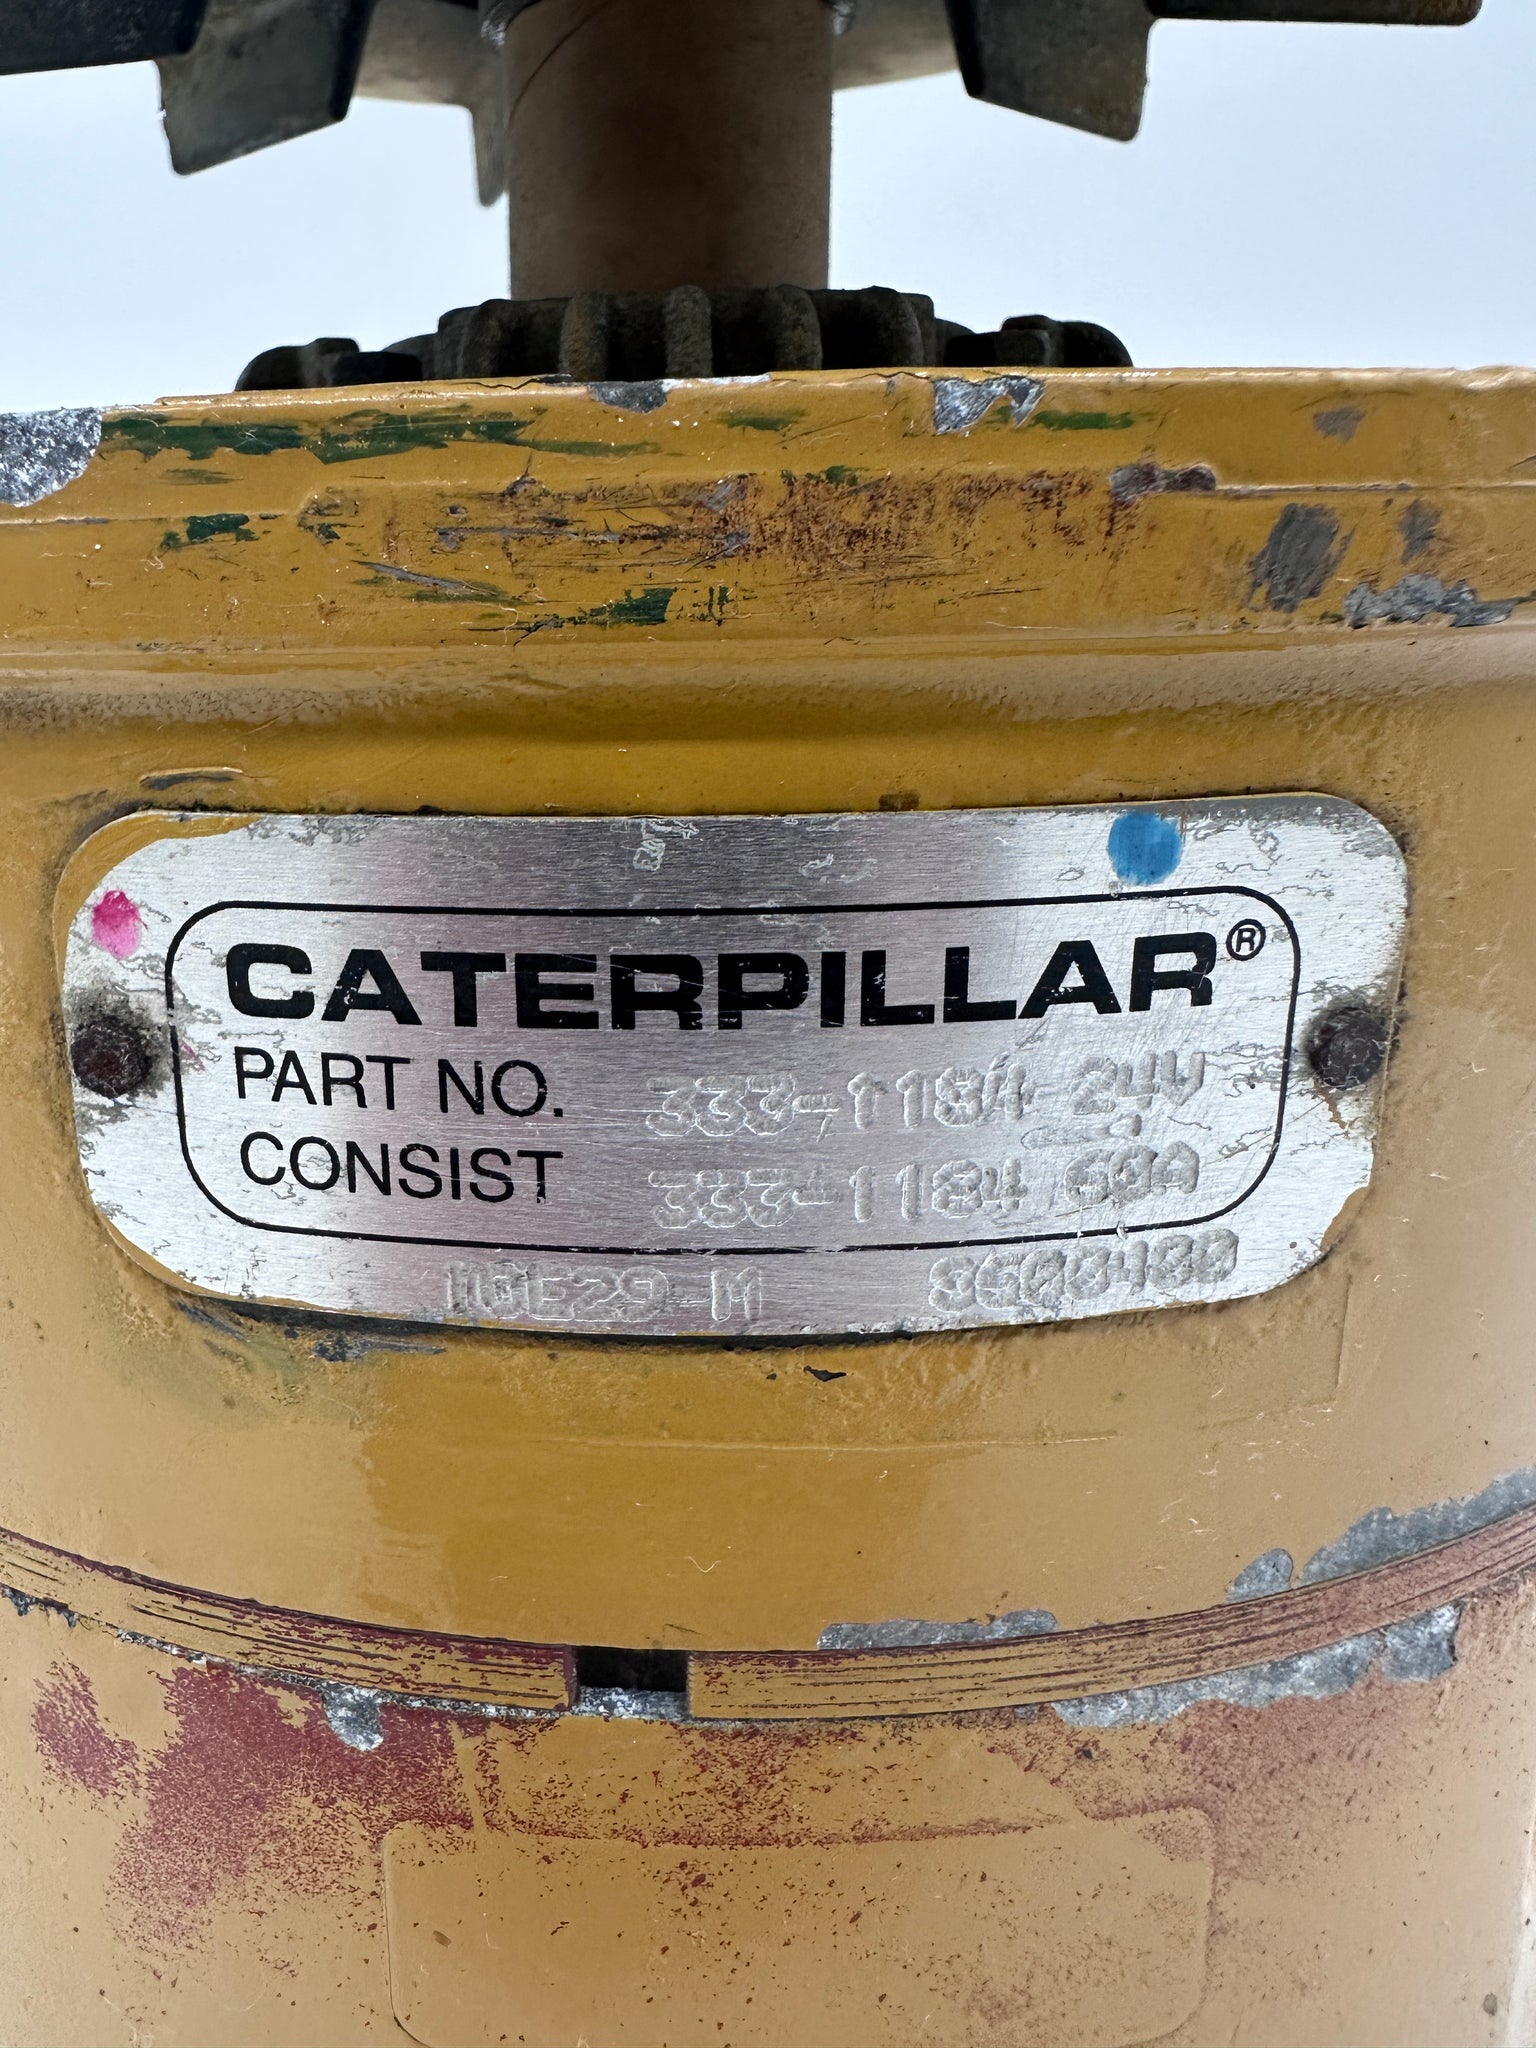 CATERPILLAR®
PART NO. 333-1184 24V
CONSIST 333-1184 60A
10E29 M 8600480